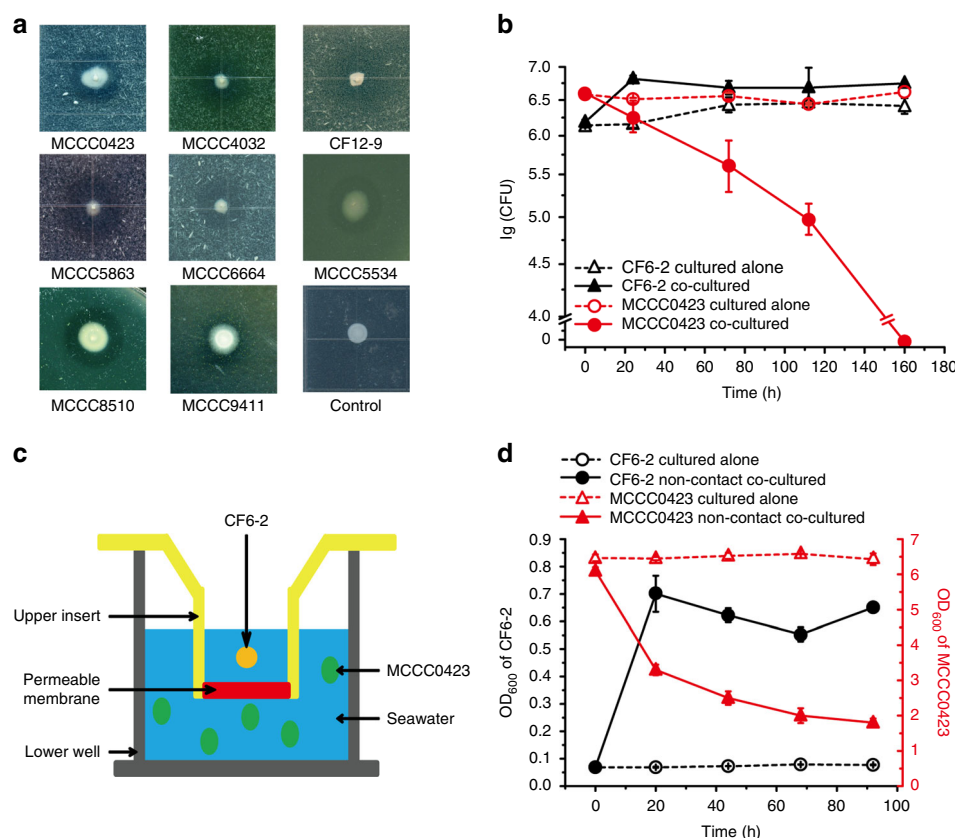 a
MCCC0423 MCCC4032 CF12-9
MCCC5863 MCCC6664 MCCC5534
MCCC8510 MCCC9411 Control
b
lg (CFU)
7.0
6.5
6.0
5.5
5.0
4.5
4.0
0
CF6-2 cultured alone
CF6-2 co-cultured
MCCC0423 cultured alone
MCCC0423 co-cultured
0 20 40 60 80 100 120 140 160 180
Time (h)
c
CF6-2
Upper insert
MCCC0423
Permeable
membrane
Seawater
Lower well
d
CF6-2 cultured alone
CF6-2 non-contact co-cultured
MCCC0423 cultured alone
MCCC0423 non-contact co-cultured
OD600 of CF6-2
0.9
0.8
0.7
0.6
0.5
0.4
0.3
0.2
0.1
0.0
7
6
5
4
3
2
1
0
OD600 of MCCC0423
0 20 40 60 80 100
Time (h)